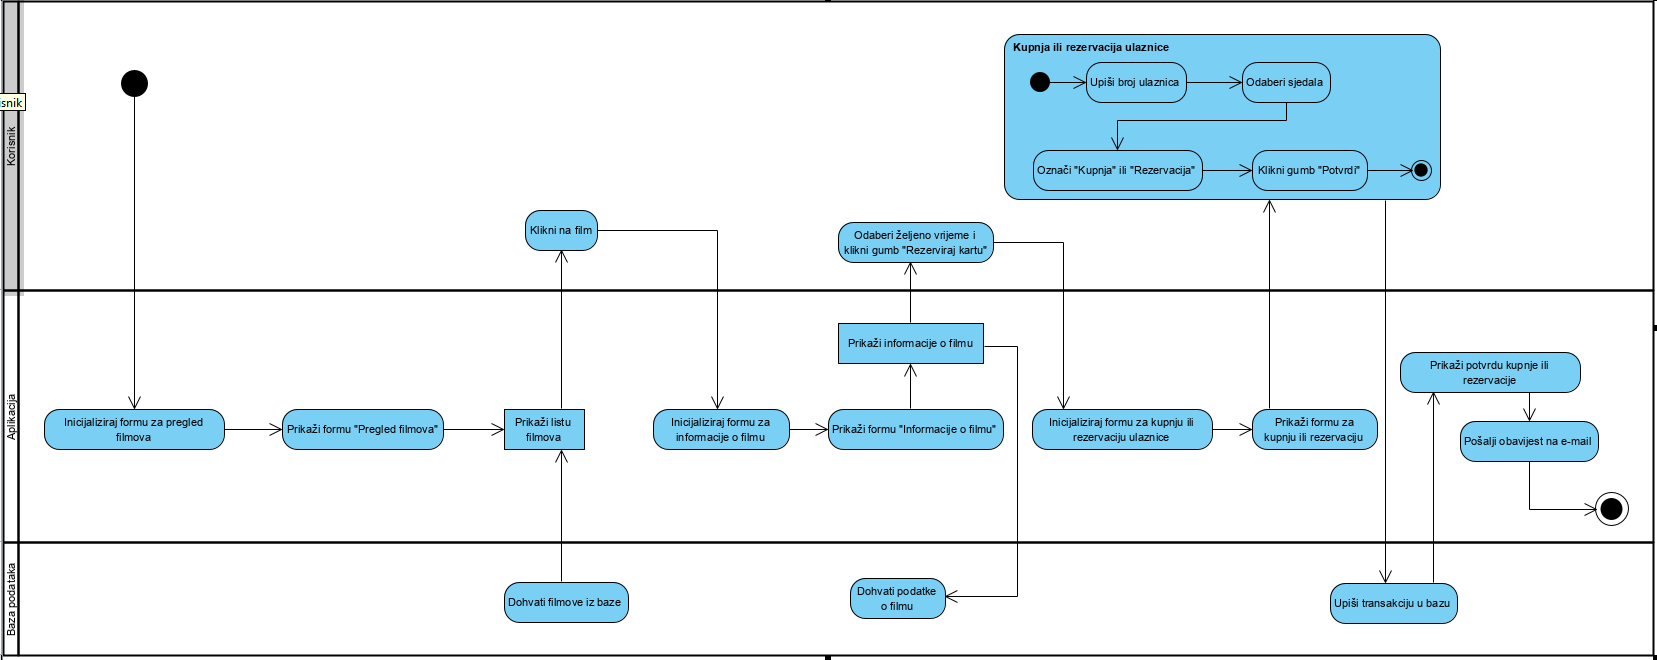 Korisnik
isnik
Kupnja ili rezervacija ulaznice
Upiši broj ulaznica
Odaberi sjedala
Označi "Kupnja" ili "Rezervacija"
Klikni gumb "Potvrdi"
Klikni na film
Odaberi željeno vrijeme i
klikni gumb "Rezerviraj kartu"
Aplikacija
Inicijaliziraj formu za pregled
filmova
Prikaži formu "Pregled filmova"
Prikaži listu
filmova
Inicijaliziraj formu za
informacije o filmu
Prikaži formu "Informacije o filmu"
Prikaži informacije o filmu
Inicijaliziraj formu za kupnju ili
rezervaciju ulaznice
Prikaži formu za
kupnju ili rezervaciju
Prikaži potvrdu kupnje ili
rezervacije
Pošalji obavijest na e-mail
Baza podataka
Dohvati filmove iz baze
Dohvati podatke
o filmu
Upiši transakciju u bazu